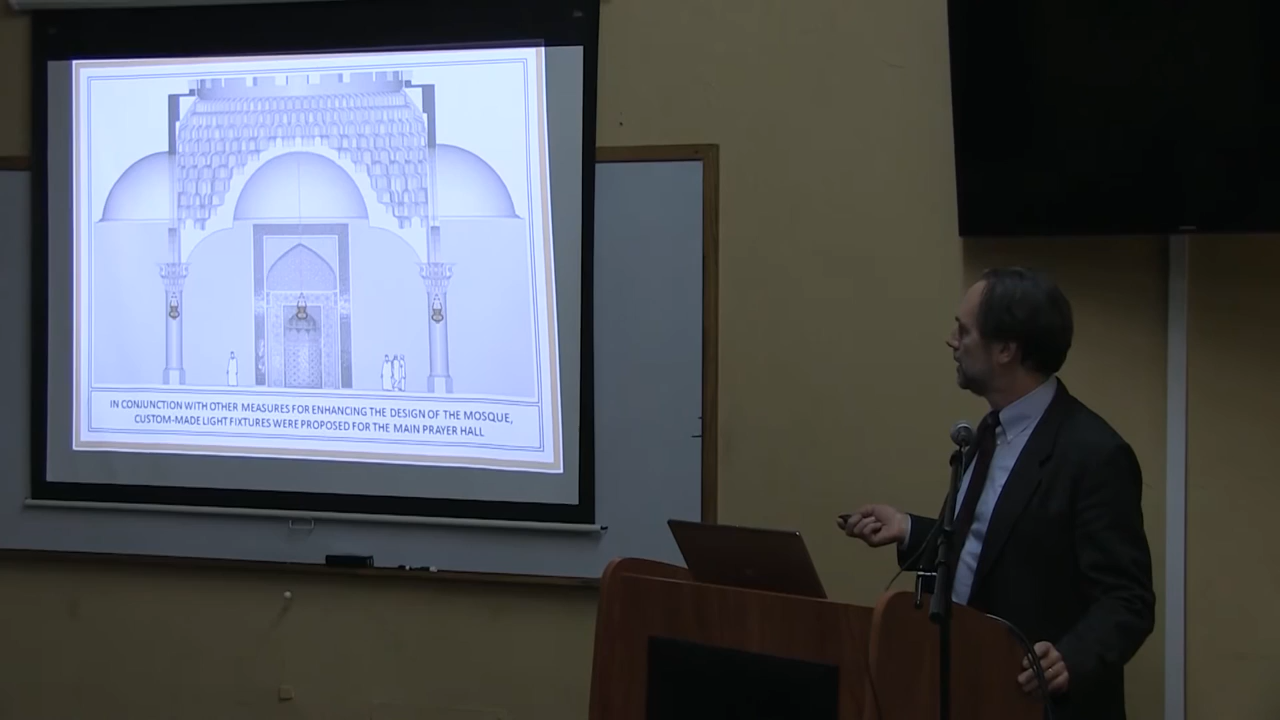 IN CONJUNCTION WITH OTHER MEASURES FOR ENHANCING THE DESIGN OF THE MOSQUE,
CUSTOM-MADE LIGHT FIXTURES WERE PROPOSED FOR THE MAIN PRAYER HALL